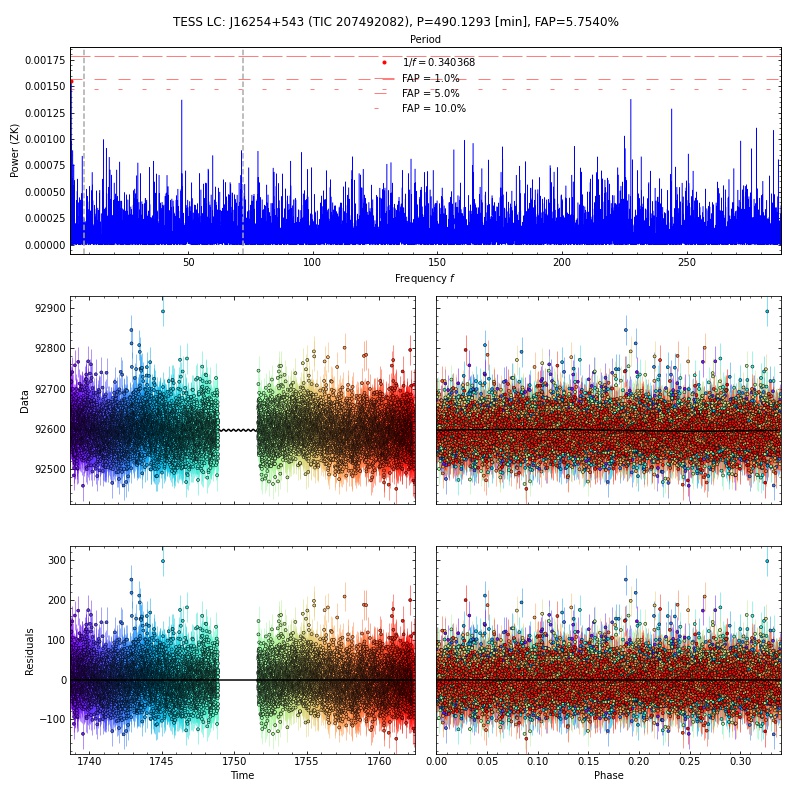 TESS LC: J16254+543 (TIC 207492082), P=490.1293 [min], FAP=5.7540%
Period
Power (ZK)
0.00175
0.00150
0.00125
0.00100
0.00075
0.00050
0.00025
0.00000
1/f = 0.340368
FAP = 1.0%
FAP = 5.0%
FAP = 10.0%
50 100 150 200 250
Frequency f
Data
92900
92800
92700
92600
92500
Residuals
300
200
100
0
−100
1740 1745 1750 1755 1760
Time
0.00 0.05 0.10 0.15 0.20 0.25 0.30
Phase